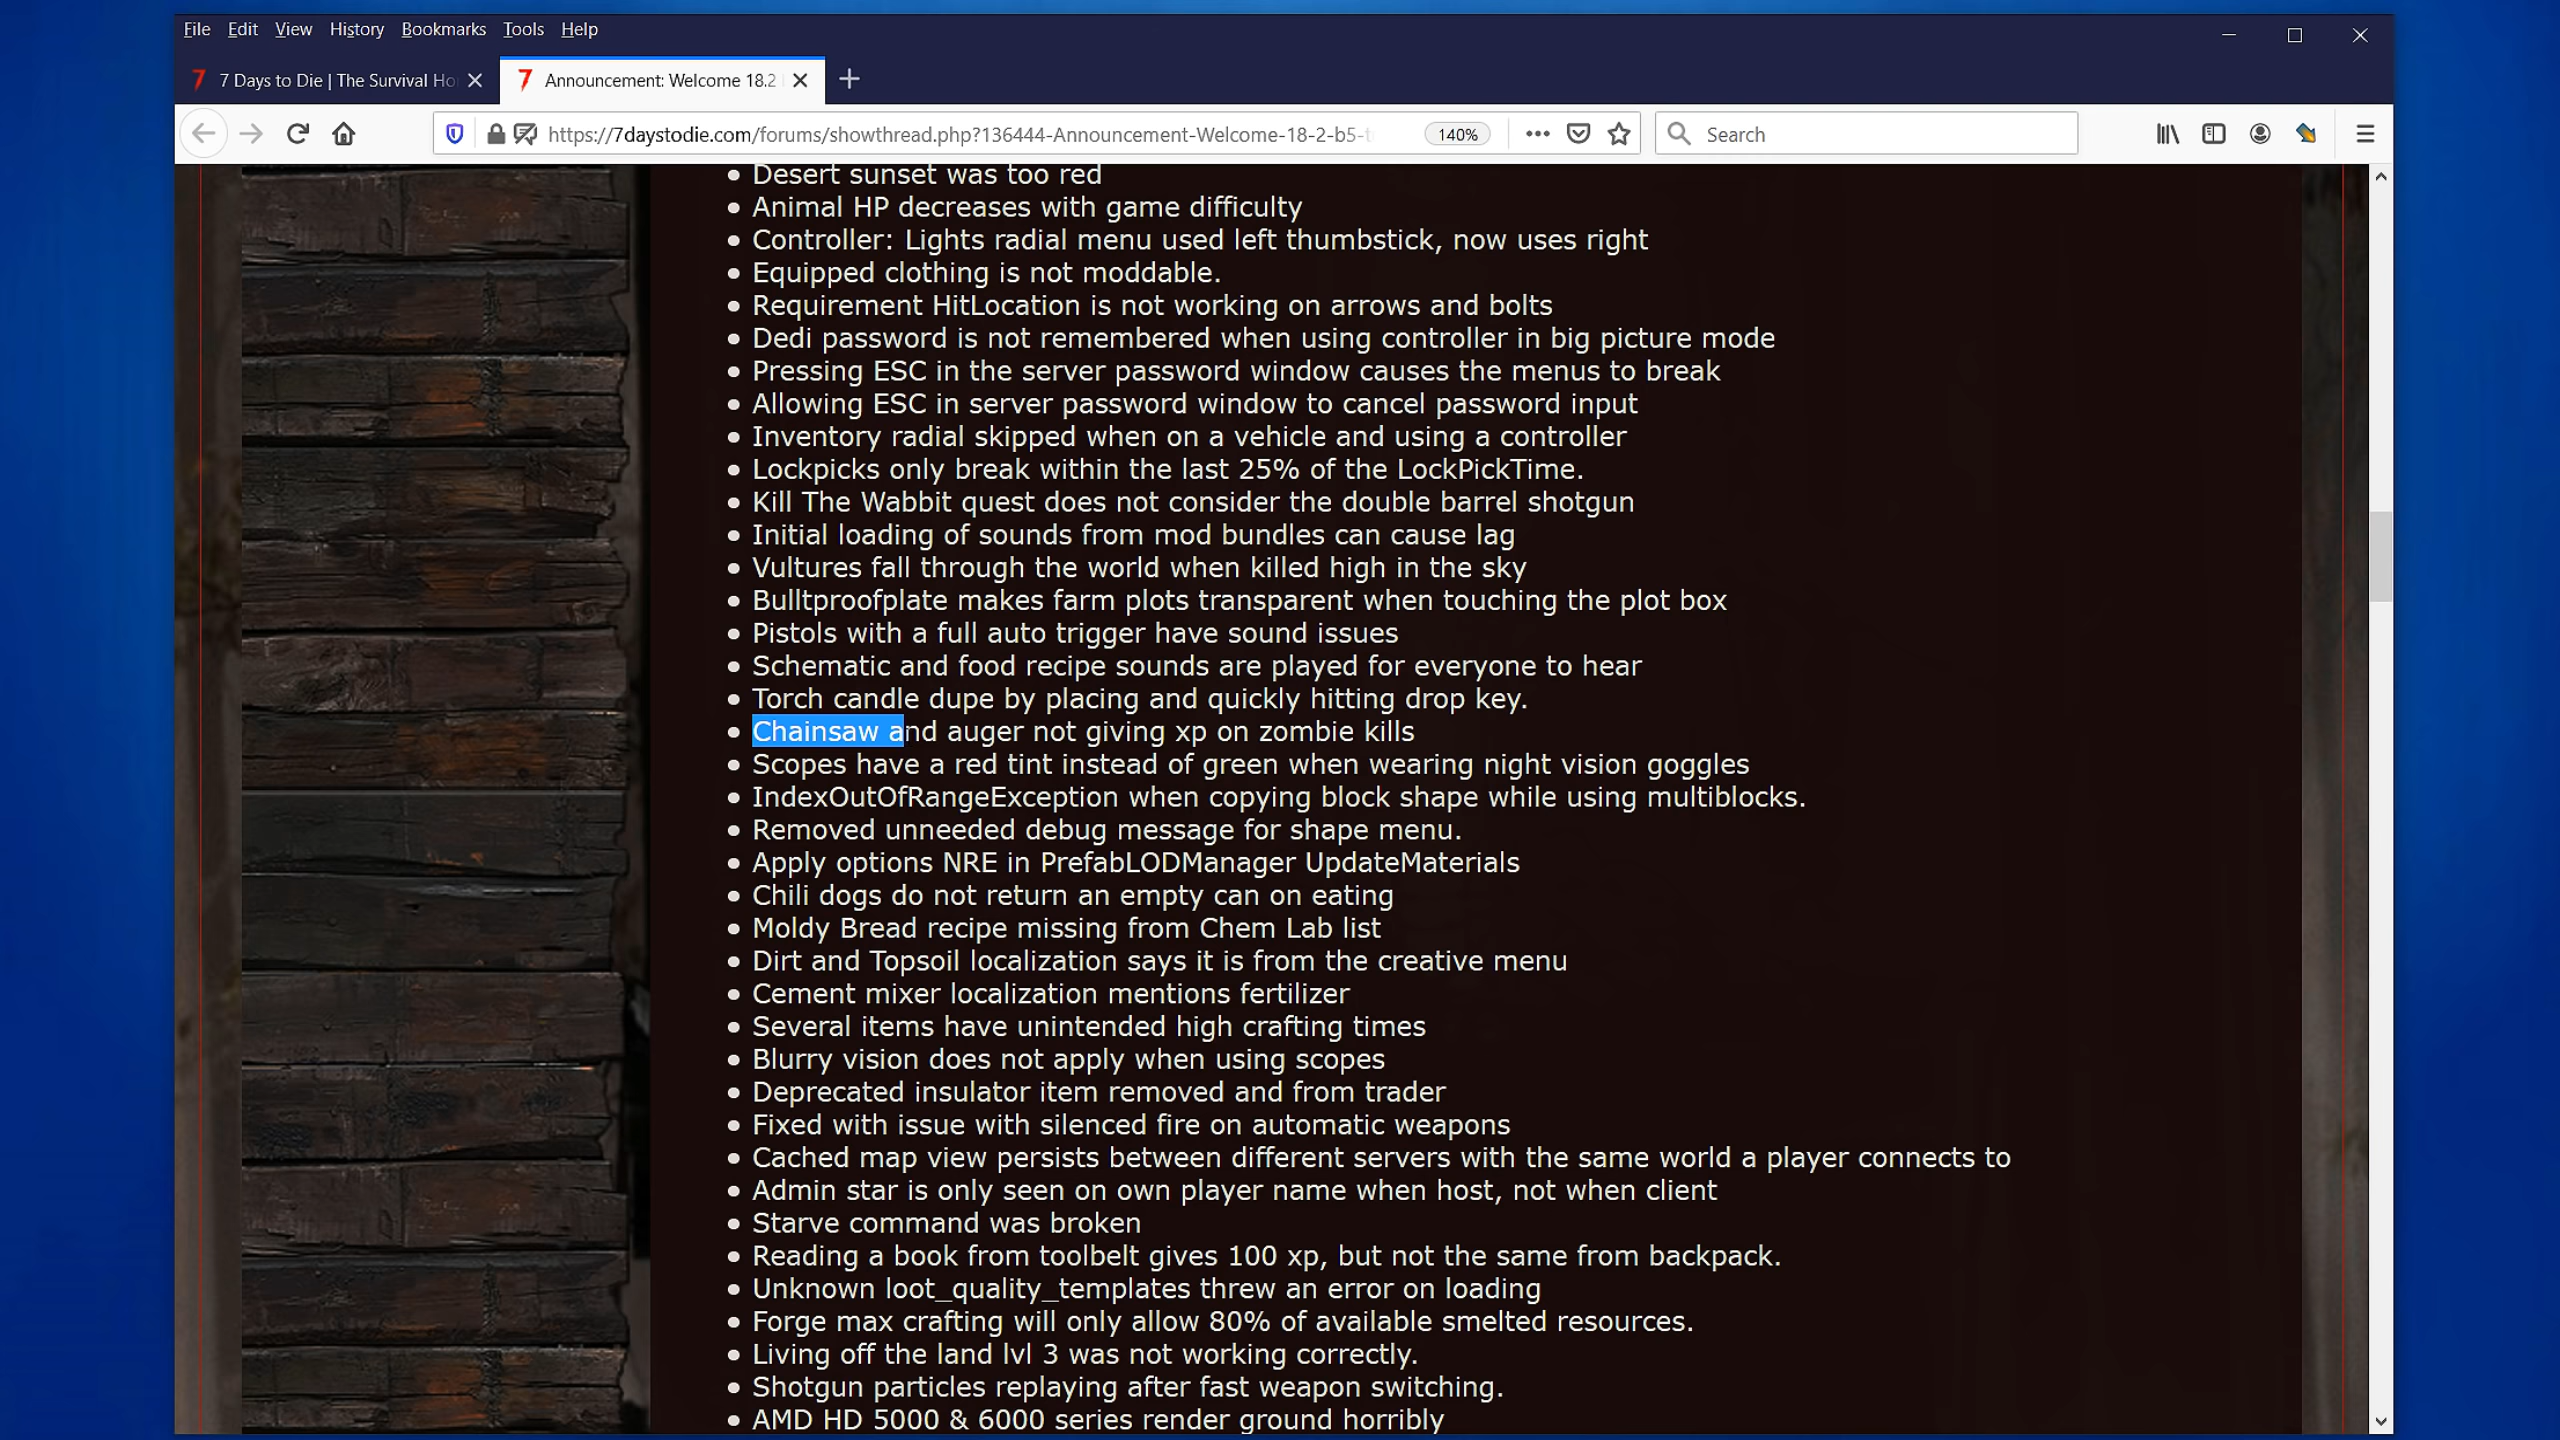 File Edit View History Bookmarks Tools Help
7 Days to Die | The Survival Ho
Announcement: Welcome 18.2
https://7daystodie.com/forums/showthread.php?136444-Announcement-Welcome-18-2-b5-t
140%
Search
Desert sunset was too red
Animal HP decreases with game difficulty
Controller: Lights radial menu used left thumbstick, now uses right
Equipped clothing is not moddable.
Requirement HitLocation is not working on arrows and bolts
Dedi password is not remembered when using controller in big picture mode
Pressing ESC in the server password window causes the menus to break
Allowing ESC in server password window to cancel password input
Inventory radial skipped when on a vehicle and using a controller
Lockpicks only break within the last 25% of the LockPickTime.
Kill The Wabbit quest does not consider the double barrel shotgun
Initial loading of sounds from mod bundles can cause lag
Vultures fall through the world when killed high in the sky
Bulltproofplate makes farm plots transparent when touching the plot box
Pistols with a full auto trigger have sound issues
Schematic and food recipe sounds are played for everyone to hear
Torch candle dupe by placing and quickly hitting drop key.
Chainsaw and auger not giving xp on zombie kills
Scopes have a red tint instead of green when wearing night vision goggles
IndexOutOfRangeException when copying block shape while using multiblocks.
Removed unneeded debug message for shape menu.
Apply options NRE in PrefabLODManager UpdateMaterials
Chili dogs do not return an empty can on eating
Moldy Bread recipe missing from Chem Lab list
Dirt and Topsoil localization says it is from the creative menu
Cement mixer localization mentions fertilizer
Several items have unintended high crafting times
Blurry vision does not apply when using scopes
Deprecated insulator item removed and from trader
Fixed with issue with silenced fire on automatic weapons
Cached map view persists between different servers with the same world a player connects to
Admin star is only seen on own player name when host, not when client
Starve command was broken
Reading a book from toolbelt gives 100 xp, but not the same from backpack.
Unknown loot_quality_templates threw an error on loading
Forge max crafting will only allow 80% of available smelted resources.
Living off the land lvl 3 was not working correctly.
Shotgun particles replaying after fast weapon switching.
AMD HD 5000 & 6000 series render ground horribly